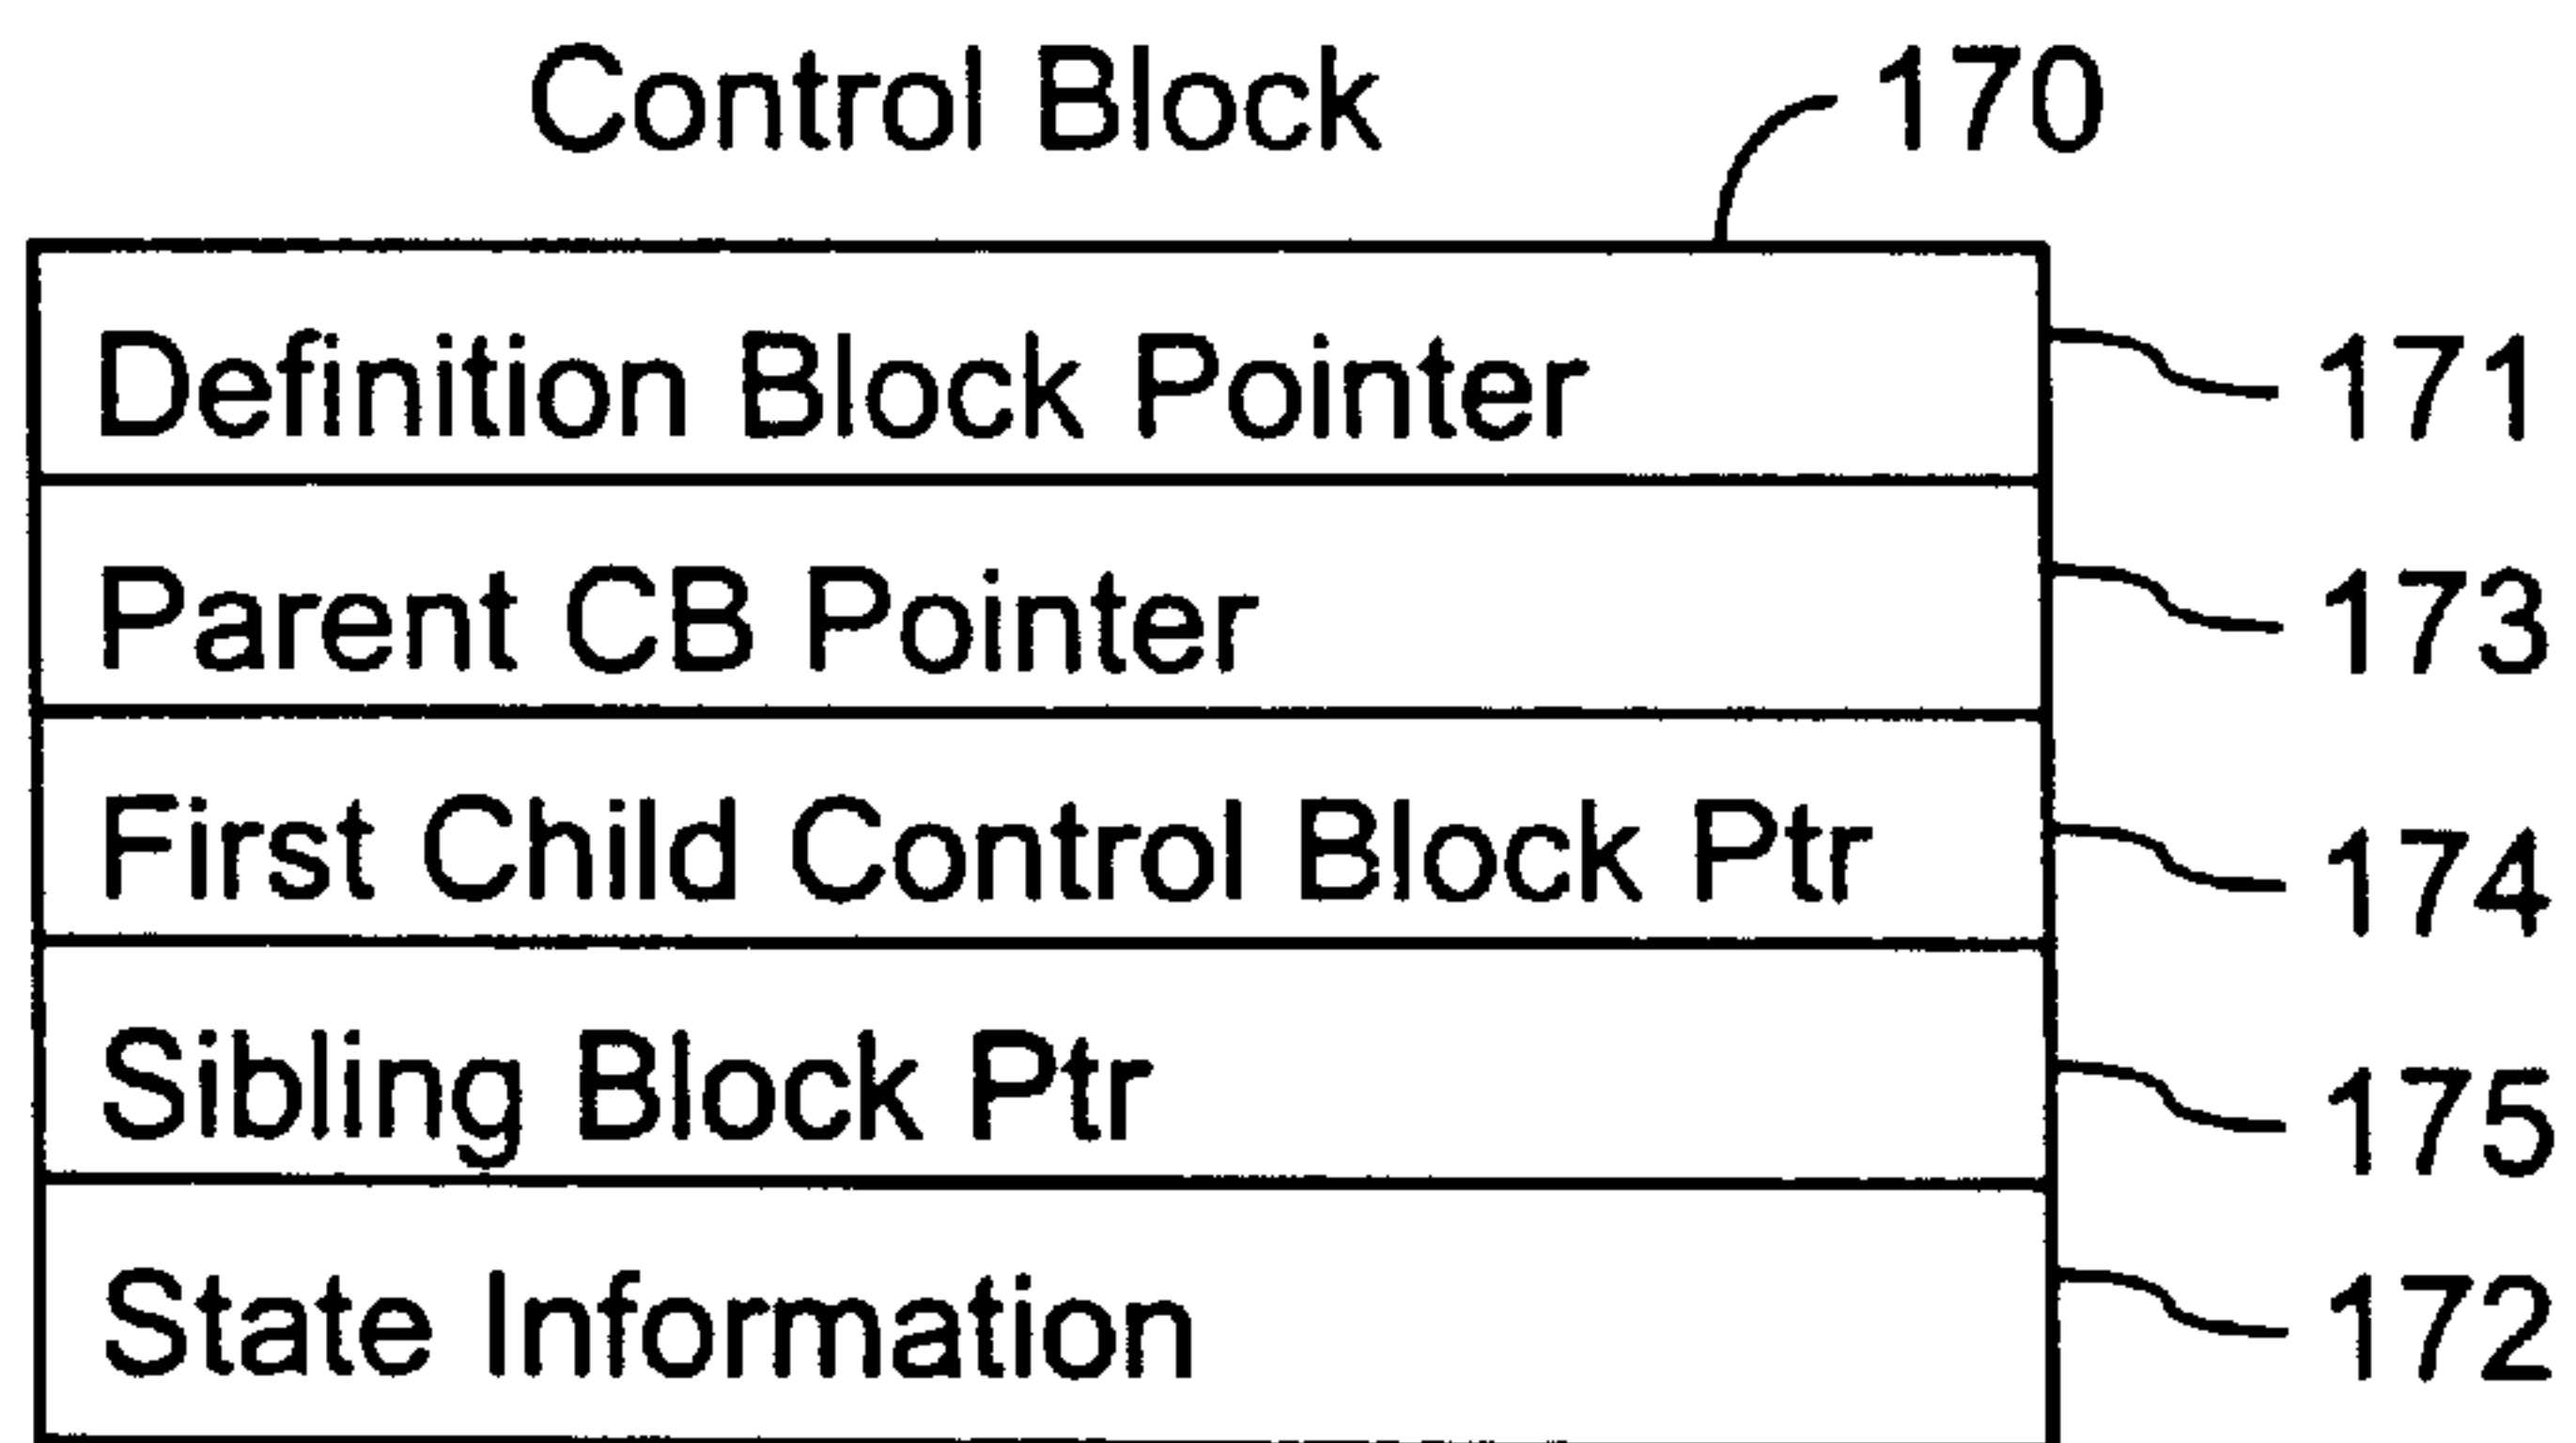 Control Block 170
Definition Block Pointer 171
Parent CB Pointer 173
First Child Control Block Ptr 174
Sibling Block Ptr 175
State Information 172